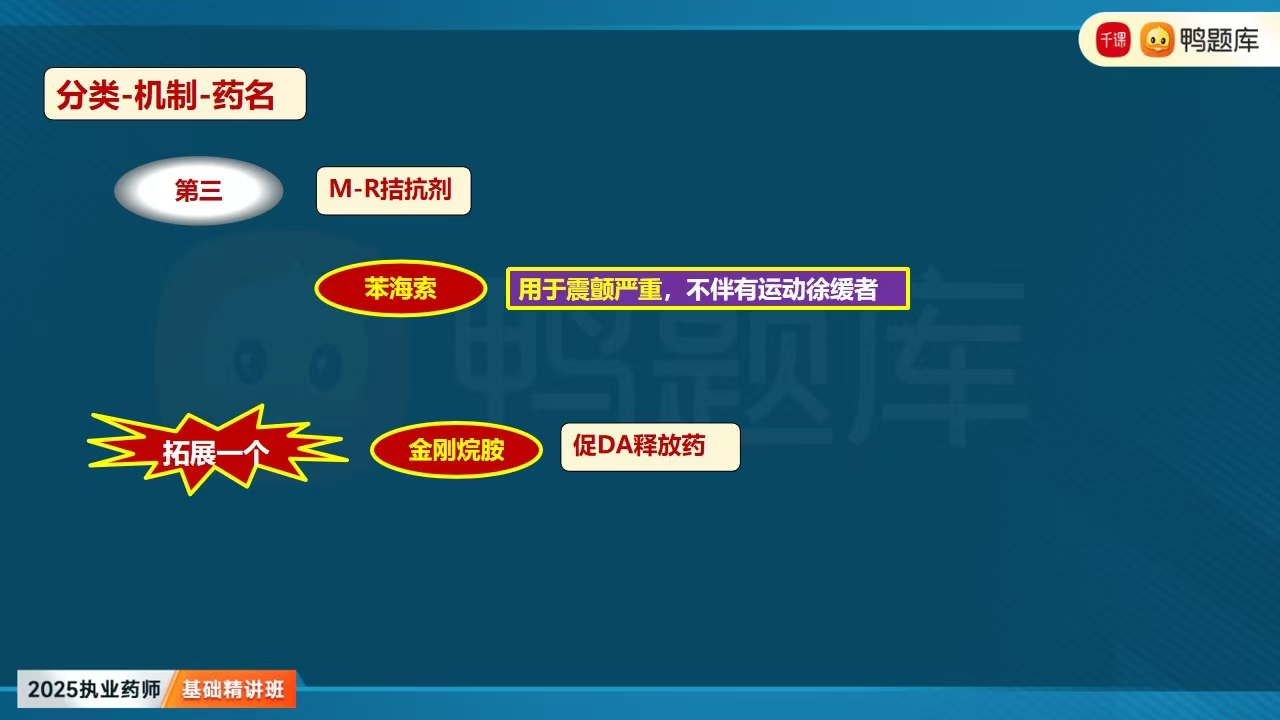 千课 鸭题库
分类-机制-药名
第三 M-R拮抗剂
苯海索 用于震颤严重，不伴有运动徐缓者
鸭题库
拓展一个 金刚烷胺 促DA释放药
2025执业药师 基础精讲班